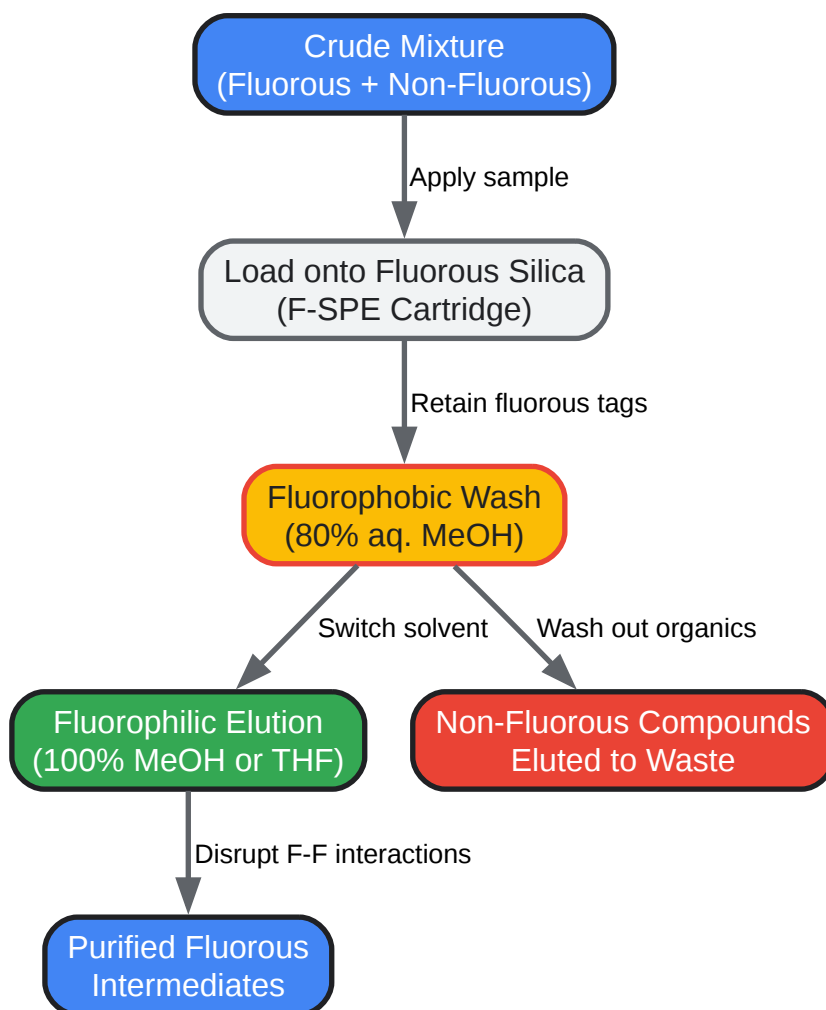 Crude Mixture
(Fluorous + Non-Fluorous)
Apply sample
Load onto Fluorous Silica
(F-SPE Cartridge)
Retain fluorous tags
Fluorophobic Wash
(80% aq. MeOH)
Switch solvent
Wash out organics
Fluorophilic Elution
(100% MeOH or THF)
Non-Fluorous Compounds
Eluted to Waste
Disrupt F-F interactions
Purified Fluorous
Intermediates